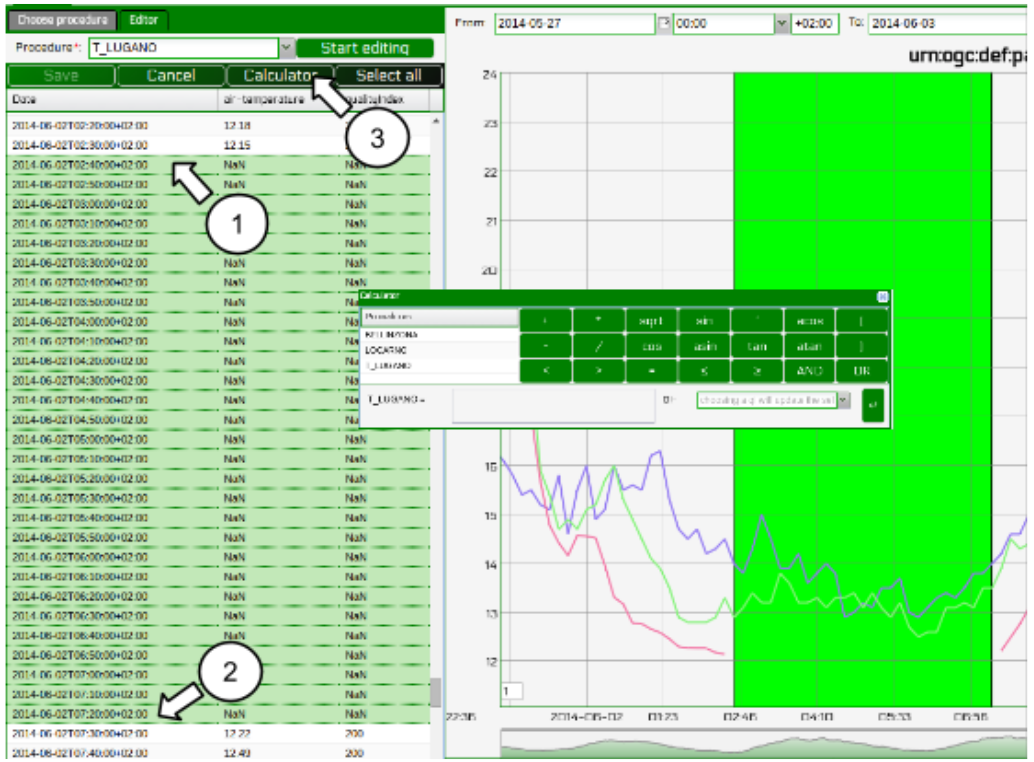 Choose procedure Editor
Procedure*: T_LUGANO Start editing
Save Cancel Calculator Select all
Date air-temperature qualityIndex
2014-06-02T02:20:00+02:00 12.18
2014-06-02T02:30:00+02:00 12.15
2014-06-02T02:40:00+02:00 NaN NaN
2014-06-02T02:50:00+02:00 NaN NaN
2014-06-02T03:00:00+02:00 NaN
2014-06-02T03:10:00+02:00 NaN
2014-06-02T03:20:00+02:00 NaN NaN
2014-06-02T03:30:00+02:00 NaN NaN
2014-06-02T03:40:00+02:00 NaN NaN
2014-06-02T03:50:00+02:00 NaN
2014-06-02T04:00:00+02:00 NaN
2014-06-02T04:10:00+02:00 NaN
2014-06-02T04:20:00+02:00 NaN
2014-06-02T04:30:00+02:00 NaN
2014-06-02T04:40:00+02:00 NaN
2014-06-02T04:50:00+02:00 NaN
2014-06-02T05:00:00+02:00 NaN NaN
2014-06-02T05:10:00+02:00 NaN NaN
2014-06-02T05:20:00+02:00 NaN NaN
2014-06-02T05:30:00+02:00 NaN NaN
2014-06-02T05:40:00+02:00 NaN NaN
2014-06-02T05:50:00+02:00 NaN NaN
2014-06-02T06:00:00+02:00 NaN NaN
2014-06-02T06:10:00+02:00 NaN NaN
2014-06-02T06:20:00+02:00 NaN NaN
2014-06-02T06:30:00+02:00 NaN NaN
2014-06-02T06:40:00+02:00 NaN NaN
2014-06-02T06:50:00+02:00 NaN
2014-06-02T07:00:00+02:00 NaN
2014-06-02T07:10:00+02:00 NaN
2014-06-02T07:20:00+02:00 NaN NaN
2014-06-02T07:30:00+02:00 12.22 200
2014-06-02T07:40:00+02:00 12.49 200
1
2
3
From: 2014-05-27 00:00 +02:00 To: 2014-06-03
urn:ogc:def:pa
24
23
22
21
20
Calculator
Procedures
BELLINZONA
LOCARNO
T_LUGANO
+ * sqrt sin ^ acos (
- / cos asin tan atan )
< > = ≤ ≥ AND OR
T_LUGANO = choosing a qi will update the sel
16
15
14
13
12
1
22:36 2014-06-02 01:23 02:46 04:10 05:33 06:56